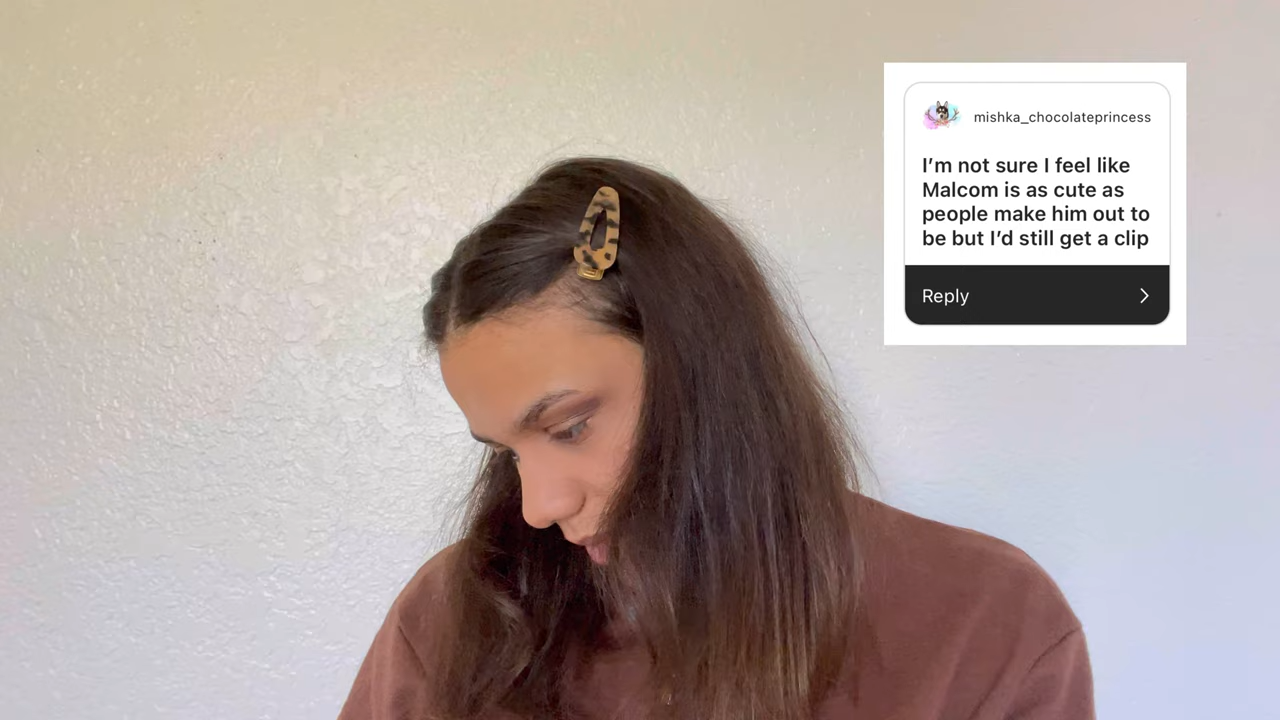 mishka_chocolateprincess
I’m not sure I feel like
Malcom is as cute as
people make him out to
be but I’d still get a clip
Reply